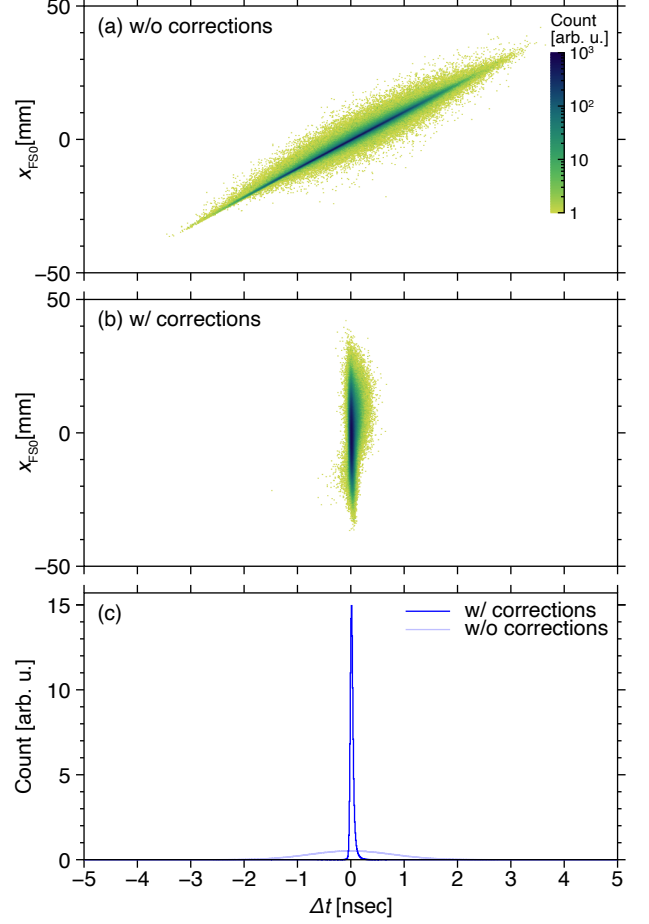 50
(a) w/o corrections
Count
[arb. u.]
10³
10²
10
1
x_FS0[mm]
0
−50
50
(b) w/ corrections
x_FS0[mm]
0
−50
(c)
w/ corrections
w/o corrections
15
10
5
0
Count [arb. u.]
−5 −4 −3 −2 −1 0 1 2 3 4 5
Δt [nsec]